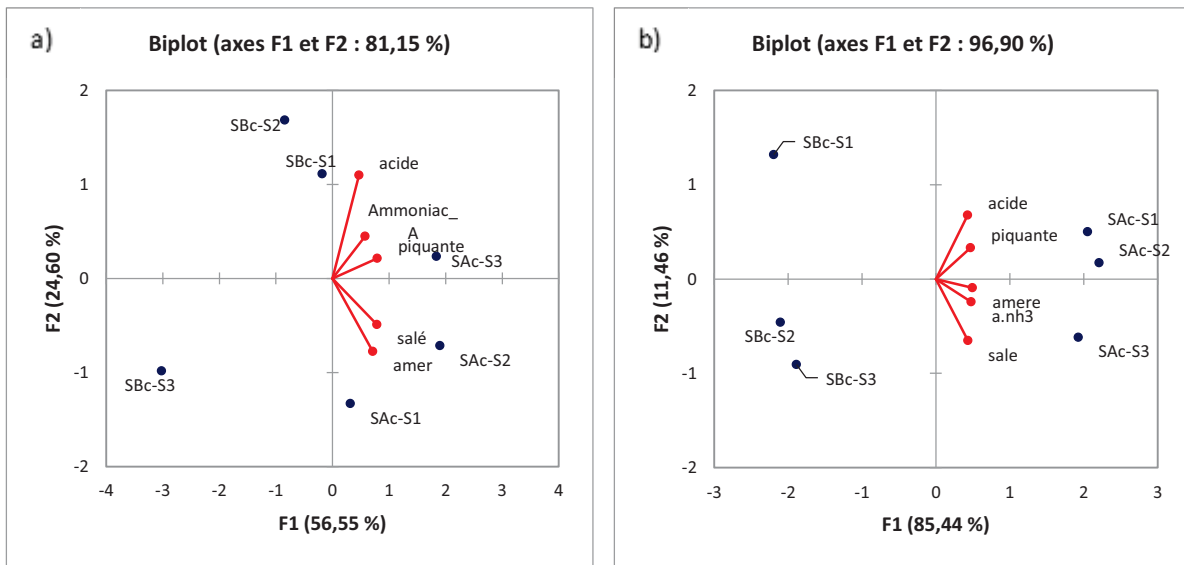 a)
Biplot (axes F1 et F2 : 81,15 %)
2
1
0
-1
-2
-4
-3
-2
-1
0
1
2
3
4
F2 (24,60 %)
F1 (56,55 %)
SBc-S2
SBc-S1
acide
Ammoniac_
A
piquante
SAc-S3
salé
amer
SAc-S2
SBc-S3
SAc-S1
b)
Biplot (axes F1 et F2 : 96,90 %)
2
1
0
-1
-2
-3
-2
-1
0
1
2
3
F2 (11,46 %)
F1 (85,44 %)
SBc-S1
acide
SAc-S1
piquante
SAc-S2
amere
a.nh3
SBc-S2
sale
SAc-S3
SBc-S3